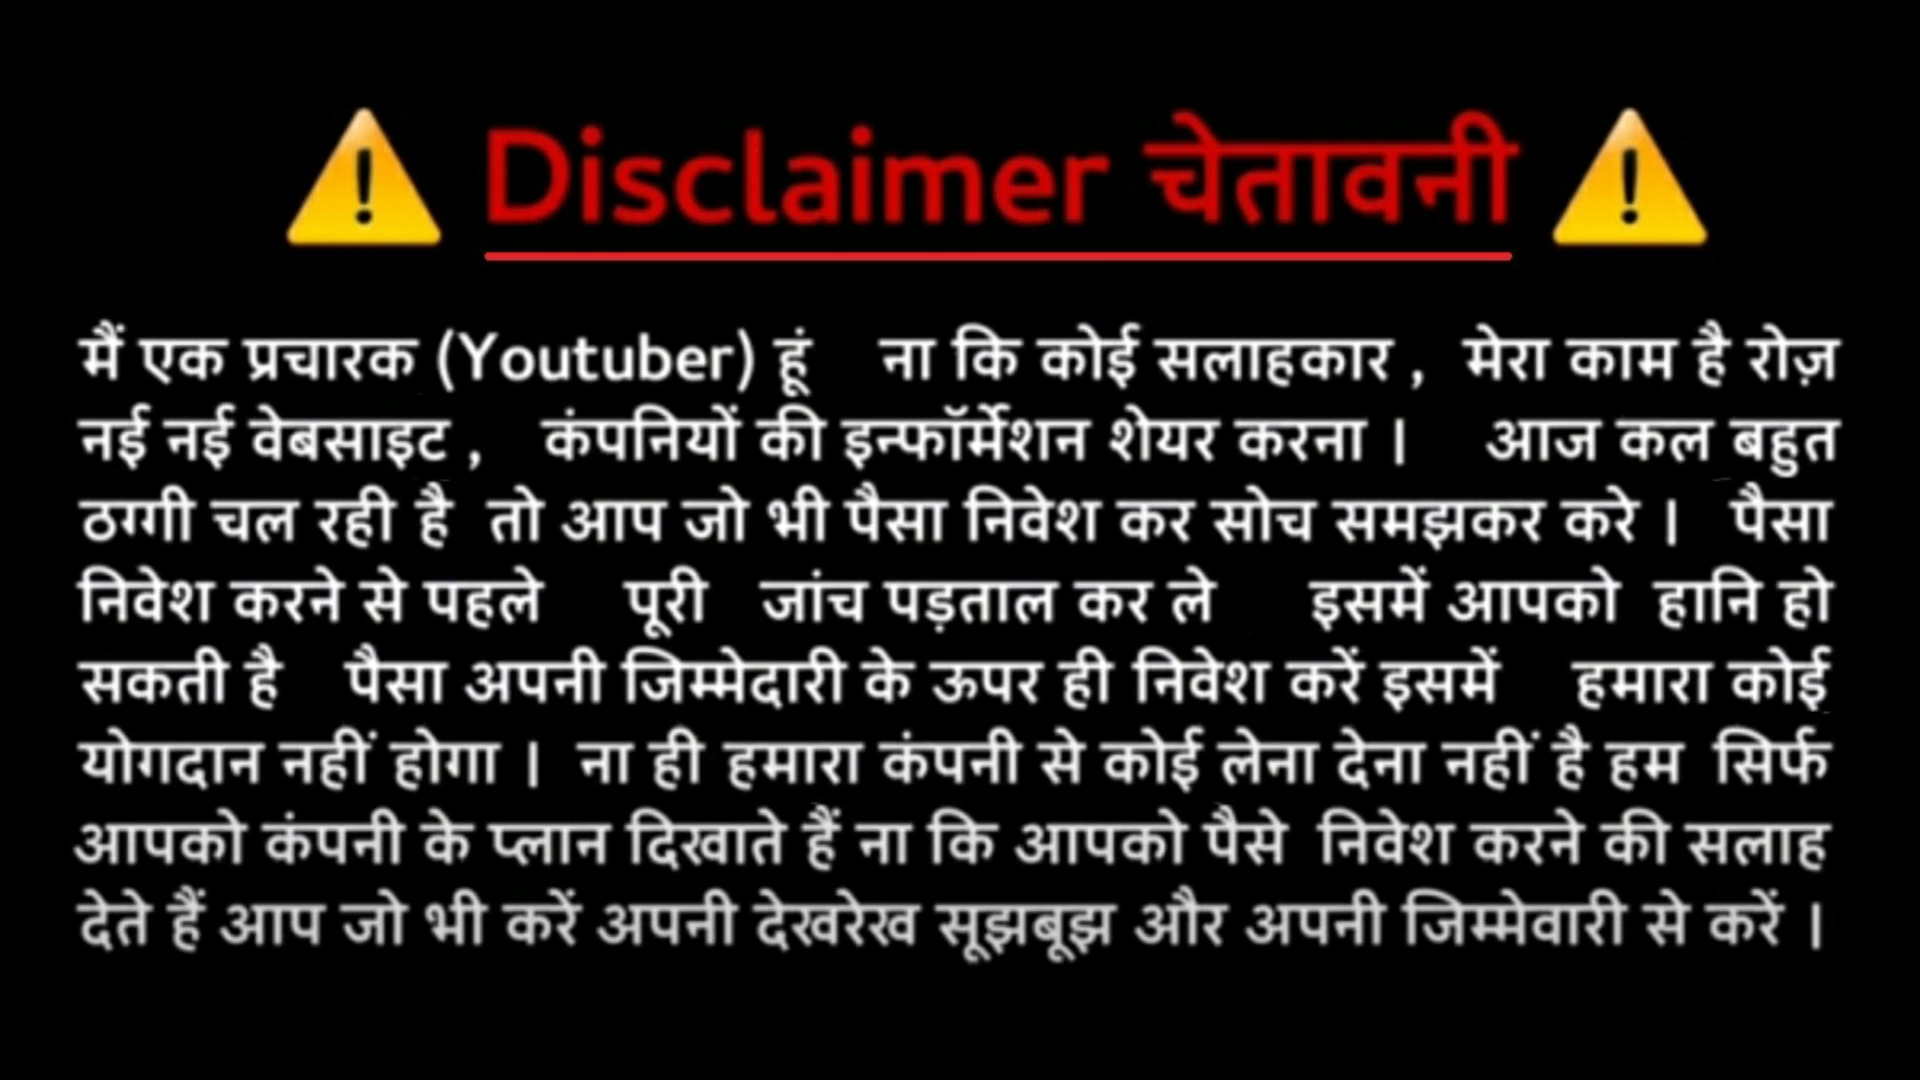 ⚠ Disclaimer चेतावनी ⚠
मैं एक प्रचारक (Youtuber) हूं ना कि कोई सलाहकार , मेरा काम है रोज़
नई नई वेबसाइट , कंपनियों की इन्फॉर्मेशन शेयर करना । आज कल बहुत
ठग्गी चल रही है तो आप जो भी पैसा निवेश कर सोच समझकर करे । पैसा
निवेश करने से पहले पूरी जांच पड़ताल कर ले इसमें आपको हानि हो
सकती है पैसा अपनी जिम्मेदारी के ऊपर ही निवेश करें इसमें हमारा कोई
योगदान नहीं होगा । ना ही हमारा कंपनी से कोई लेना देना नहीं है हम सिर्फ
आपको कंपनी के प्लान दिखाते हैं ना कि आपको पैसे निवेश करने की सलाह
देते हैं आप जो भी करें अपनी देखरेख सूझबूझ और अपनी जिम्मेवारी से करें ।